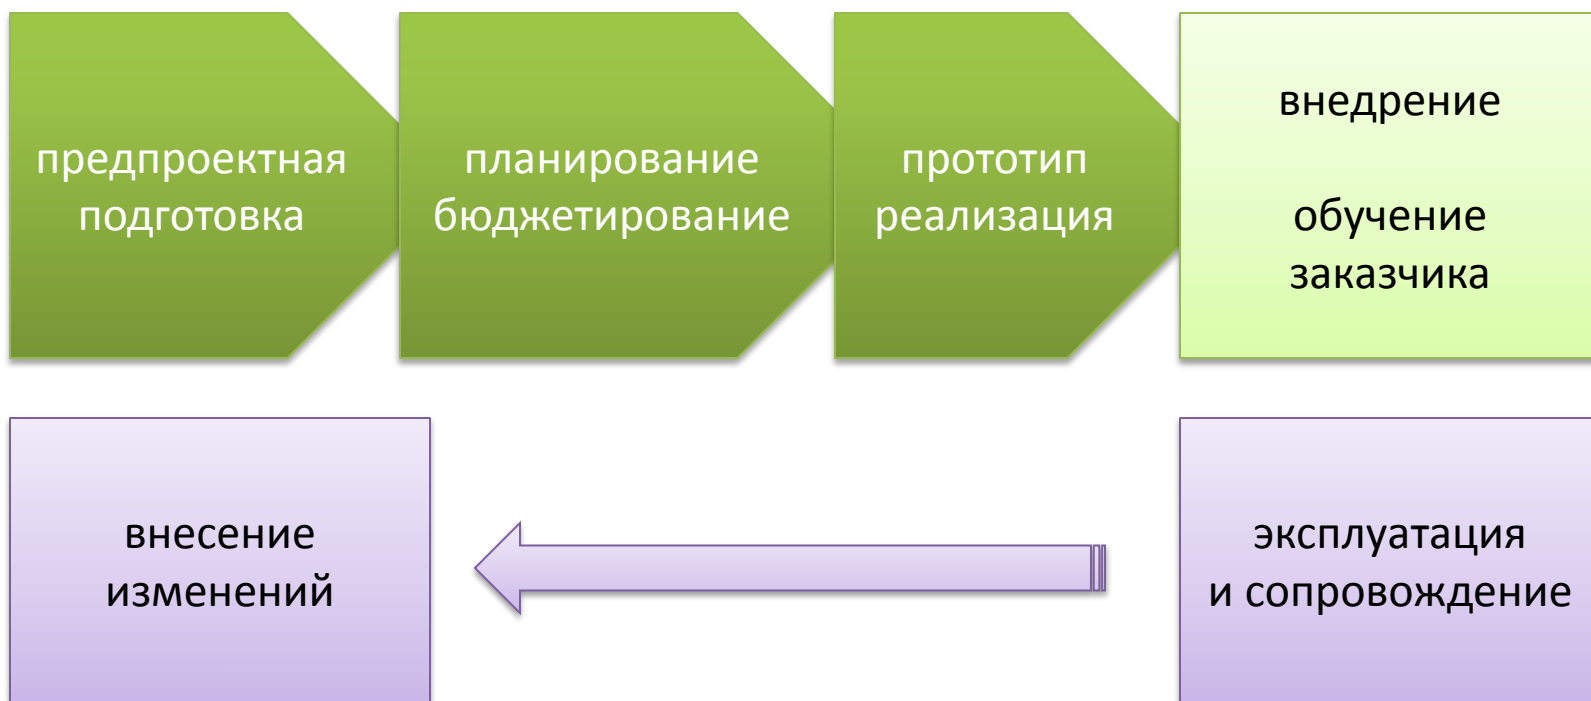 предпроектная
подготовка
планирование
бюджетирование
прототип
реализация
внедрение
обучение
заказчика
внесение
изменений
эксплуатация
и сопровождение